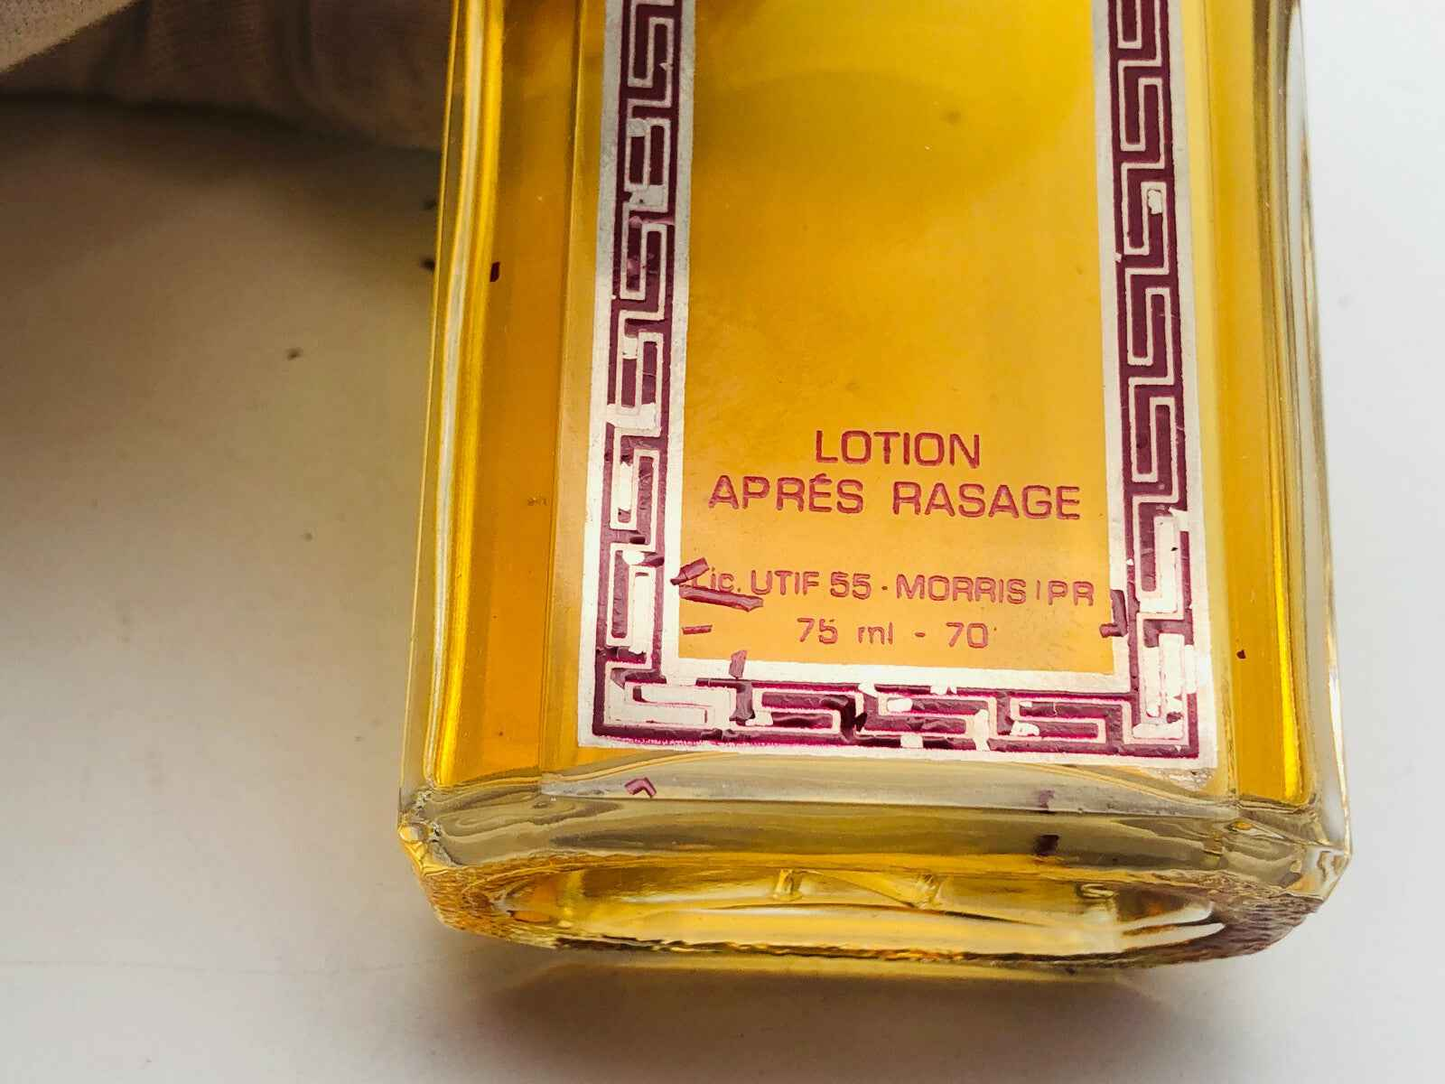 LOTION
APRÉS RASAGE
Lic. UTIF 55 - MORRIS | PR
75 ml - 70°